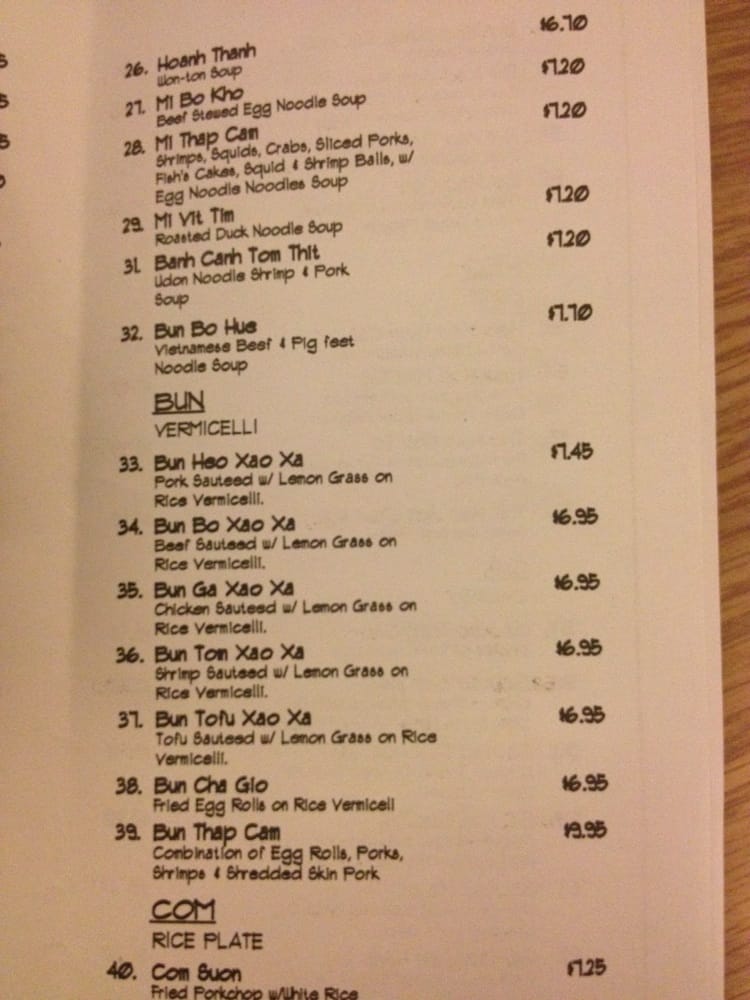 26. Hoanh Thanh $6.70
Won-ton Soup
27. Mi Bo Kho $7.20
Beef Stewed Egg Noodle Soup
28. Mi Thap Cam $7.20
Shrimps, Squids, Crabs, Sliced Porks,
Fish's Cakes, Squid & Shrimp Balls, w/
Egg Noodle Noodles Soup
29. Mi Vit Tim $7.20
Roasted Duck Noodle Soup
31. Banh Canh Tom Thit $7.20
Udon Noodle Shrimp & Pork
Soup
32. Bun Bo Hue $7.70
Vietnamese Beef & Pig feet
Noodle Soup
BUN
VERMICELLI
33. Bun Heo Xao Xa $7.45
Pork Sauteed w/ Lemon Grass on
Rice Vermicelli.
34. Bun Bo Xao Xa $6.95
Beef Sauteed w/ Lemon Grass on
Rice Vermicelli.
35. Bun Ga Xao Xa $6.95
Chicken Sauteed w/ Lemon Grass on
Rice Vermicelli.
36. Bun Tom Xao Xa $6.95
Shrimp Sauteed w/ Lemon Grass on
Rice Vermicelli.
37. Bun Tofu Xao Xa $6.95
Tofu Sauteed w/ Lemon Grass on Rice
Vermicelli.
38. Bun Cha Gio $6.95
Fried Egg Rolls on Rice Vermicell
39. Bun Thap Cam $9.95
Combination of Egg Rolls, Porks,
Shrimps & Shredded Skin Pork
COM
RICE PLATE
40. Com Suon $7.25
Fried Porkchop w/White Rice